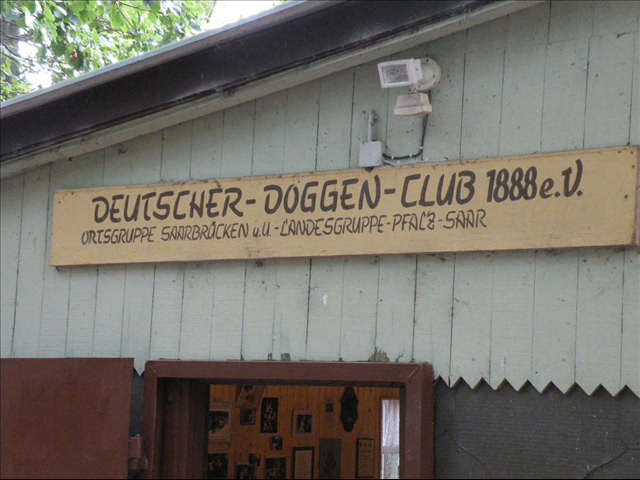 DEUTSCHER-DOGGEN-CLUB 1888 e.V.
ORTSGRUPPE SAARBRÜCKEN u.U.-LANDESGRUPPE-PFALZ-SAAR